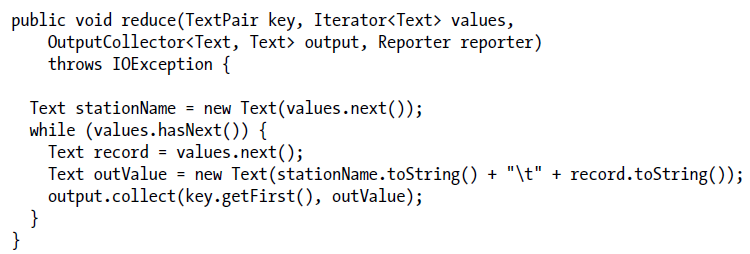 public void reduce(TextPair key, Iterator<Text> values,
    OutputCollector<Text, Text> output, Reporter reporter)
    throws IOException {

  Text stationName = new Text(values.next());
  while (values.hasNext()) {
    Text record = values.next();
    Text outValue = new Text(stationName.toString() + "\t" + record.toString());
    output.collect(key.getFirst(), outValue);
  }
}